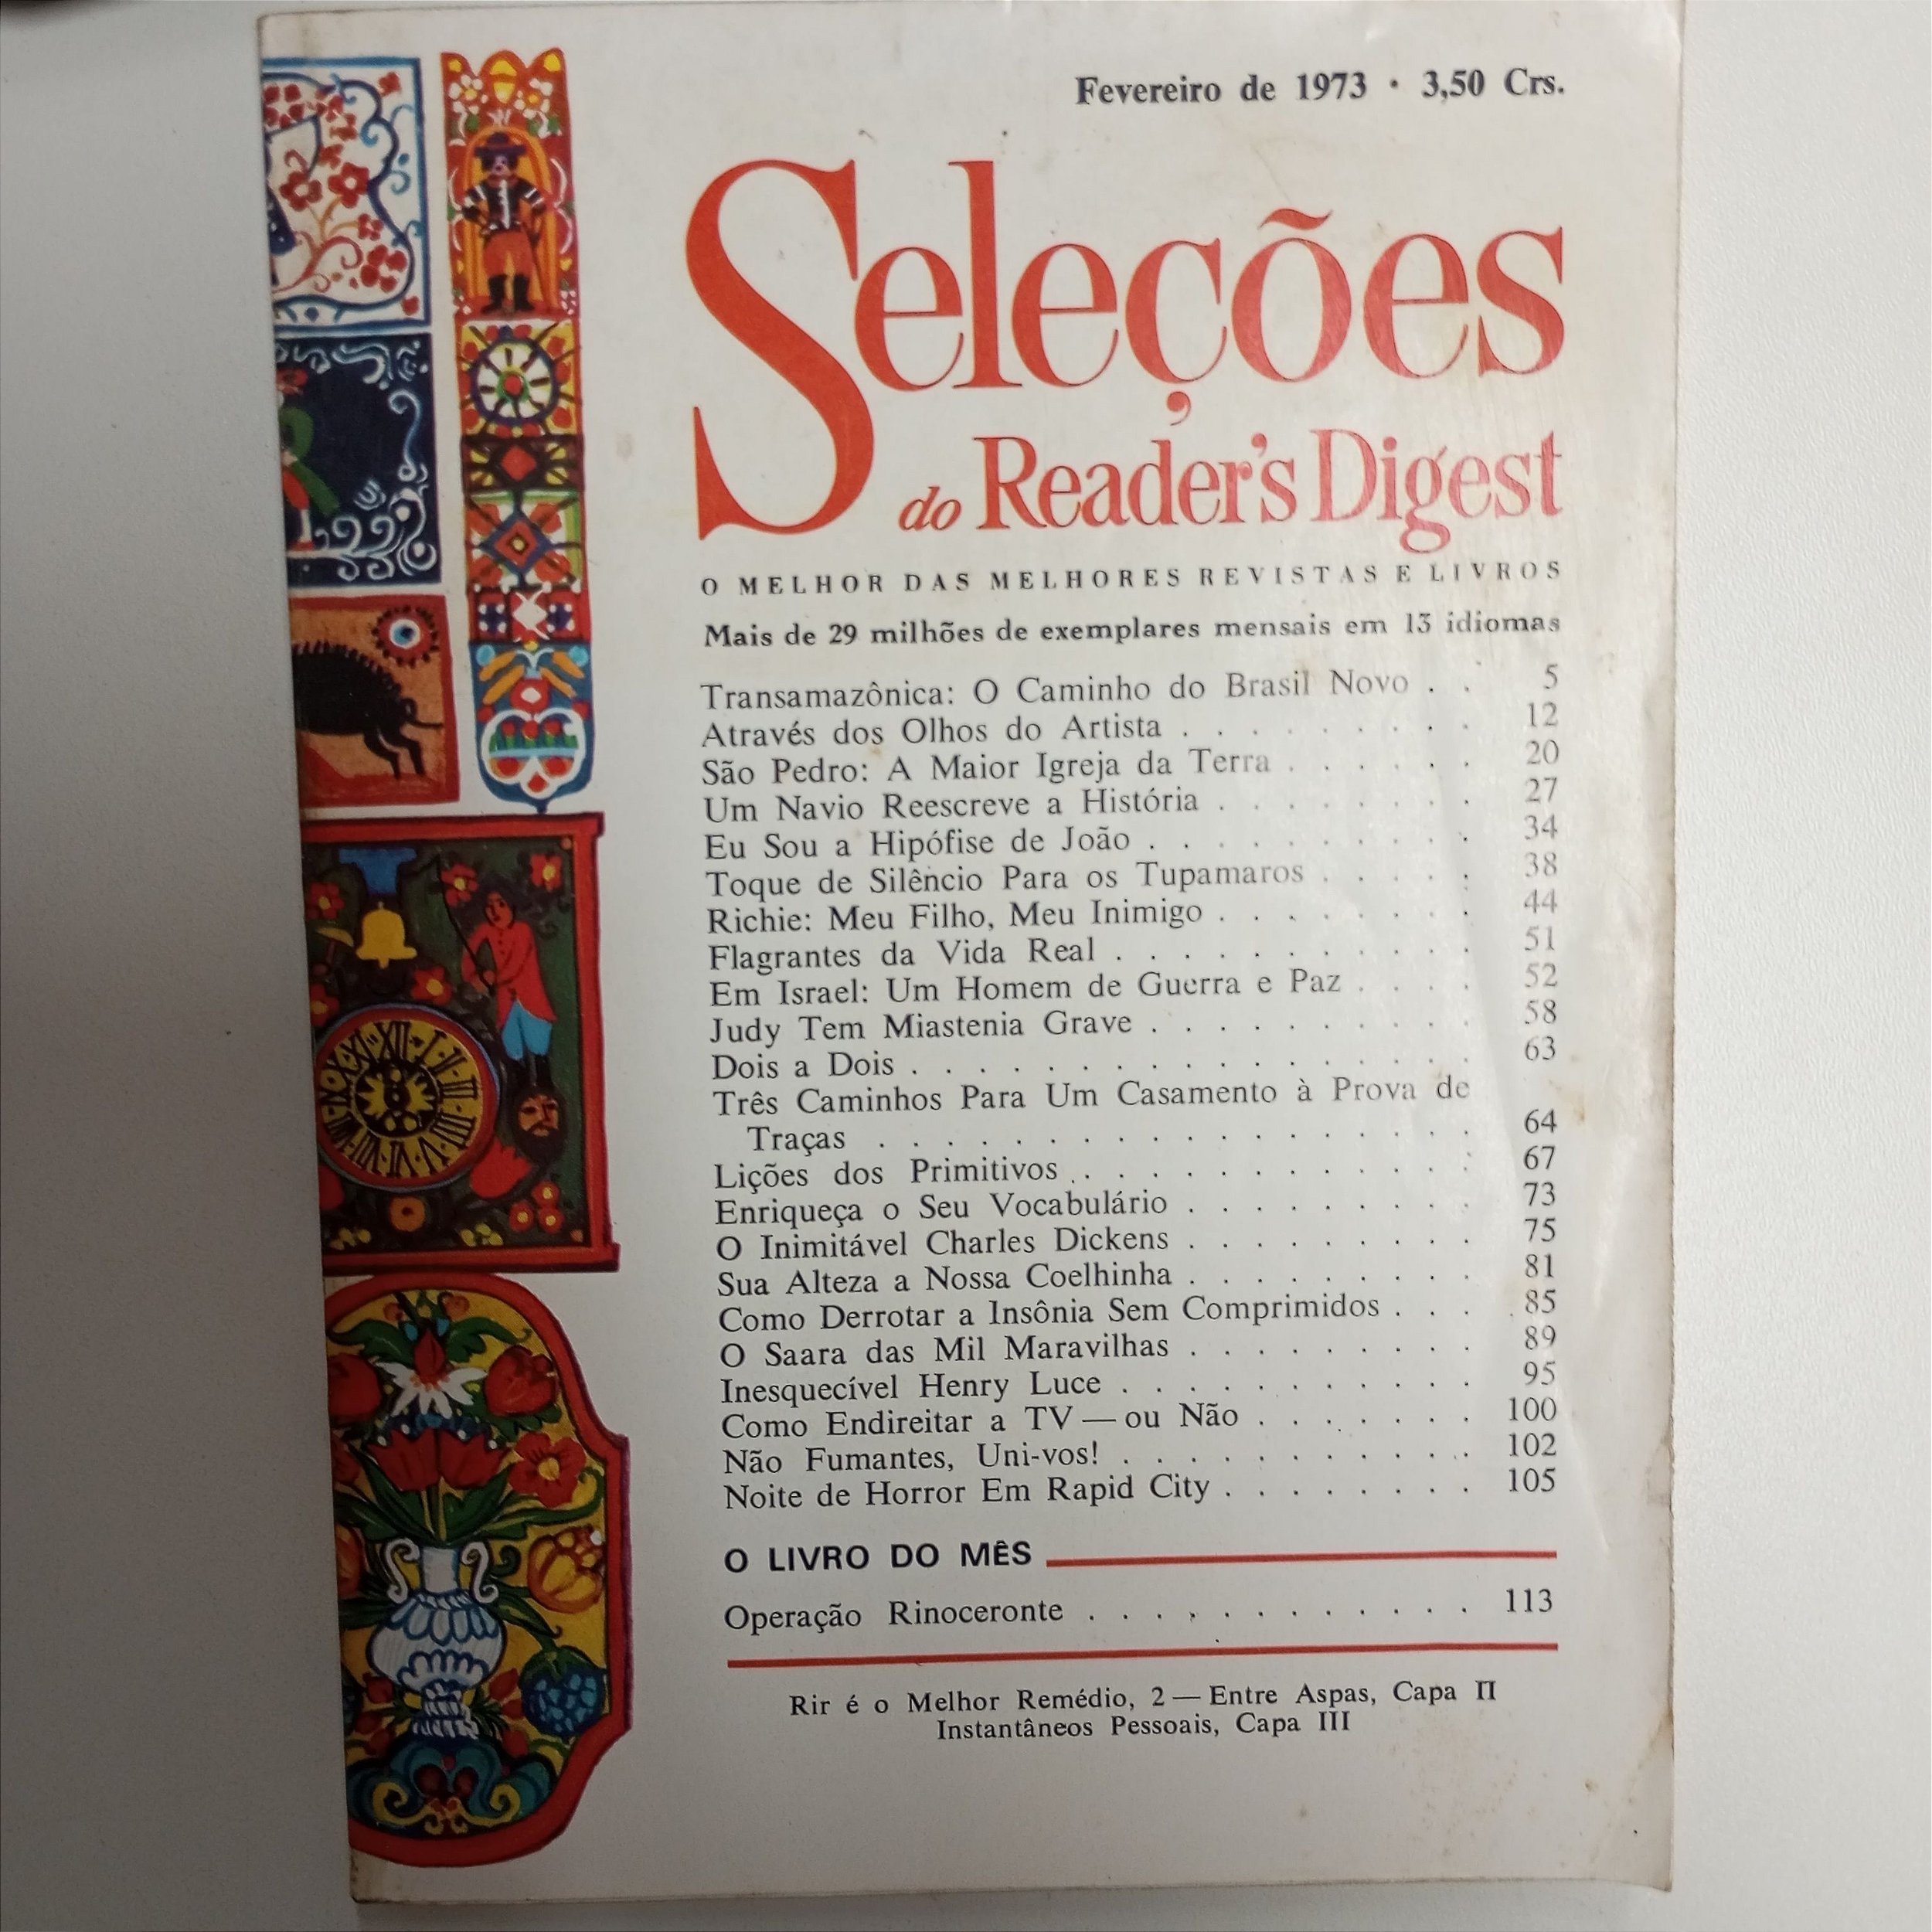 Fevereiro de 1973 · 3,50 Crs.
Seleções
do Reader's Digest
O MELHOR DAS MELHORES REVISTAS E LIVROS
Mais de 29 milhões de exemplares mensais em 13 idiomas
Transamazônica: O Caminho do Brasil Novo . . 5
Através dos Olhos do Artista . . . . . . . . . 12
São Pedro: A Maior Igreja da Terra . . . . . . 20
Um Navio Reescreve a História . . . . . . . . 27
Eu Sou a Hipófise de João . . . . . . . . . . 34
Toque de Silêncio Para os Tupamaros . . . . . 38
Richie: Meu Filho, Meu Inimigo . . . . . . . . 44
Flagrantes da Vida Real . . . . . . . . . . . 51
Em Israel: Um Homem de Guerra e Paz . . . . 52
Judy Tem Miastenia Grave . . . . . . . . . . 58
Dois a Dois . . . . . . . . . . . . . . . . . 63
Três Caminhos Para Um Casamento à Prova de
Traças . . . . . . . . . . . . . . . . . . 64
Lições dos Primitivos . . . . . . . . . . . . 67
Enriqueça o Seu Vocabulário . . . . . . . . . 73
O Inimitável Charles Dickens . . . . . . . . . 75
Sua Alteza a Nossa Coelhinha . . . . . . . . . 81
Como Derrotar a Insônia Sem Comprimidos . . . 85
O Saara das Mil Maravilhas . . . . . . . . . 89
Inesquecível Henry Luce . . . . . . . . . . . 95
Como Endireitar a TV — ou Não . . . . . . . 100
Não Fumantes, Uni-vos! . . . . . . . . . . . 102
Noite de Horror Em Rapid City . . . . . . . . 105
O LIVRO DO MÊS
Operação Rinoceronte . . . . . . . . . . . . 113
Rir é o Melhor Remédio, 2 — Entre Aspas, Capa II
Instantâneos Pessoais, Capa III